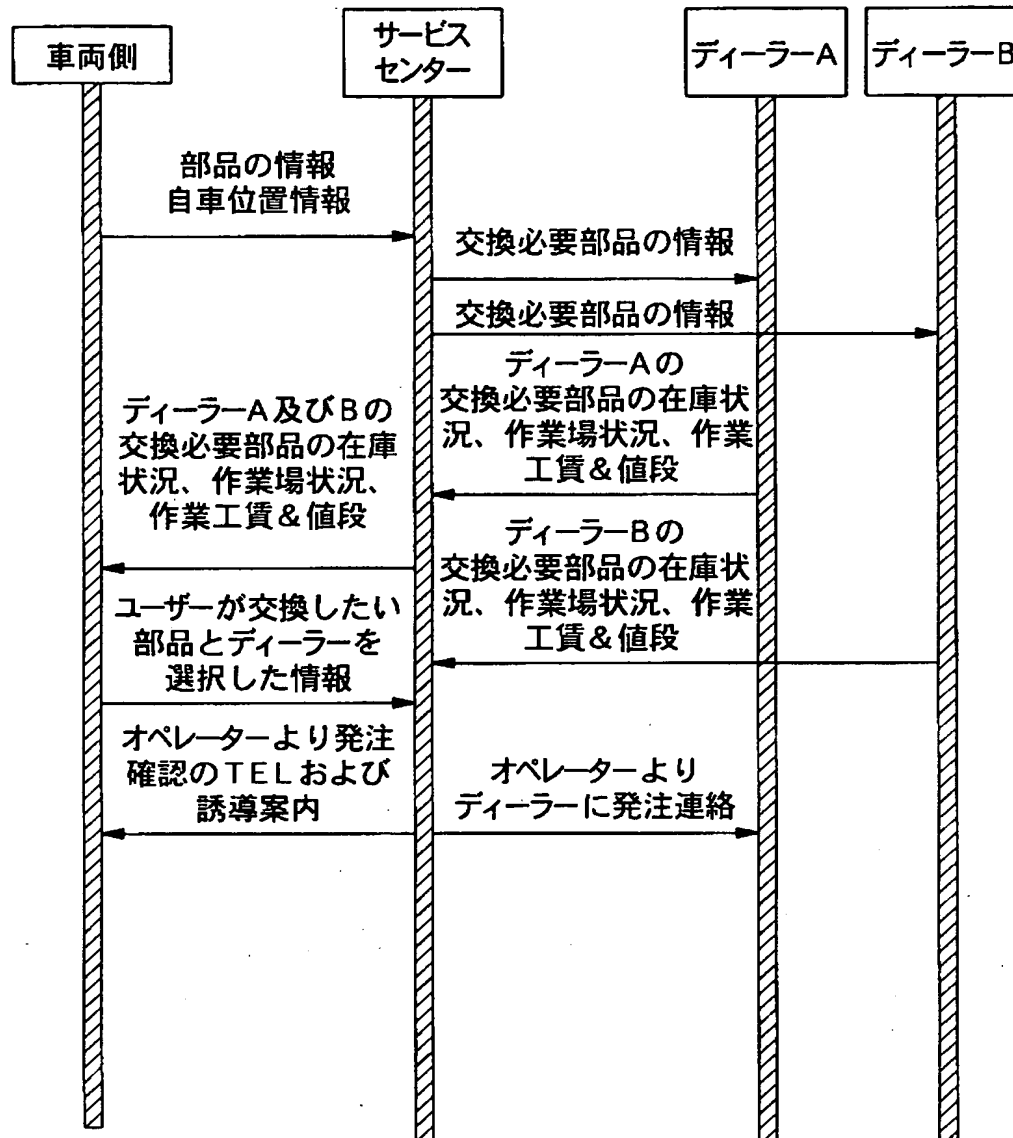 車両側
サービス
センター
ディーラーA
ディーラーB
部品の情報
自車位置情報
交換必要部品の情報
交換必要部品の情報
ディーラーAの
交換必要部品の在庫状
況、作業場状況、作業
工賃&値段
ディーラーA及びBの
交換必要部品の在庫
状況、作業場状況、
作業工賃&値段
ディーラーBの
交換必要部品の在庫状
況、作業場状況、作業
工賃&値段
ユーザーが交換したい
部品とディーラーを
選択した情報
オペレーターより発注
確認のTELおよび
誘導案内
オペレーターより
ディーラーに発注連絡